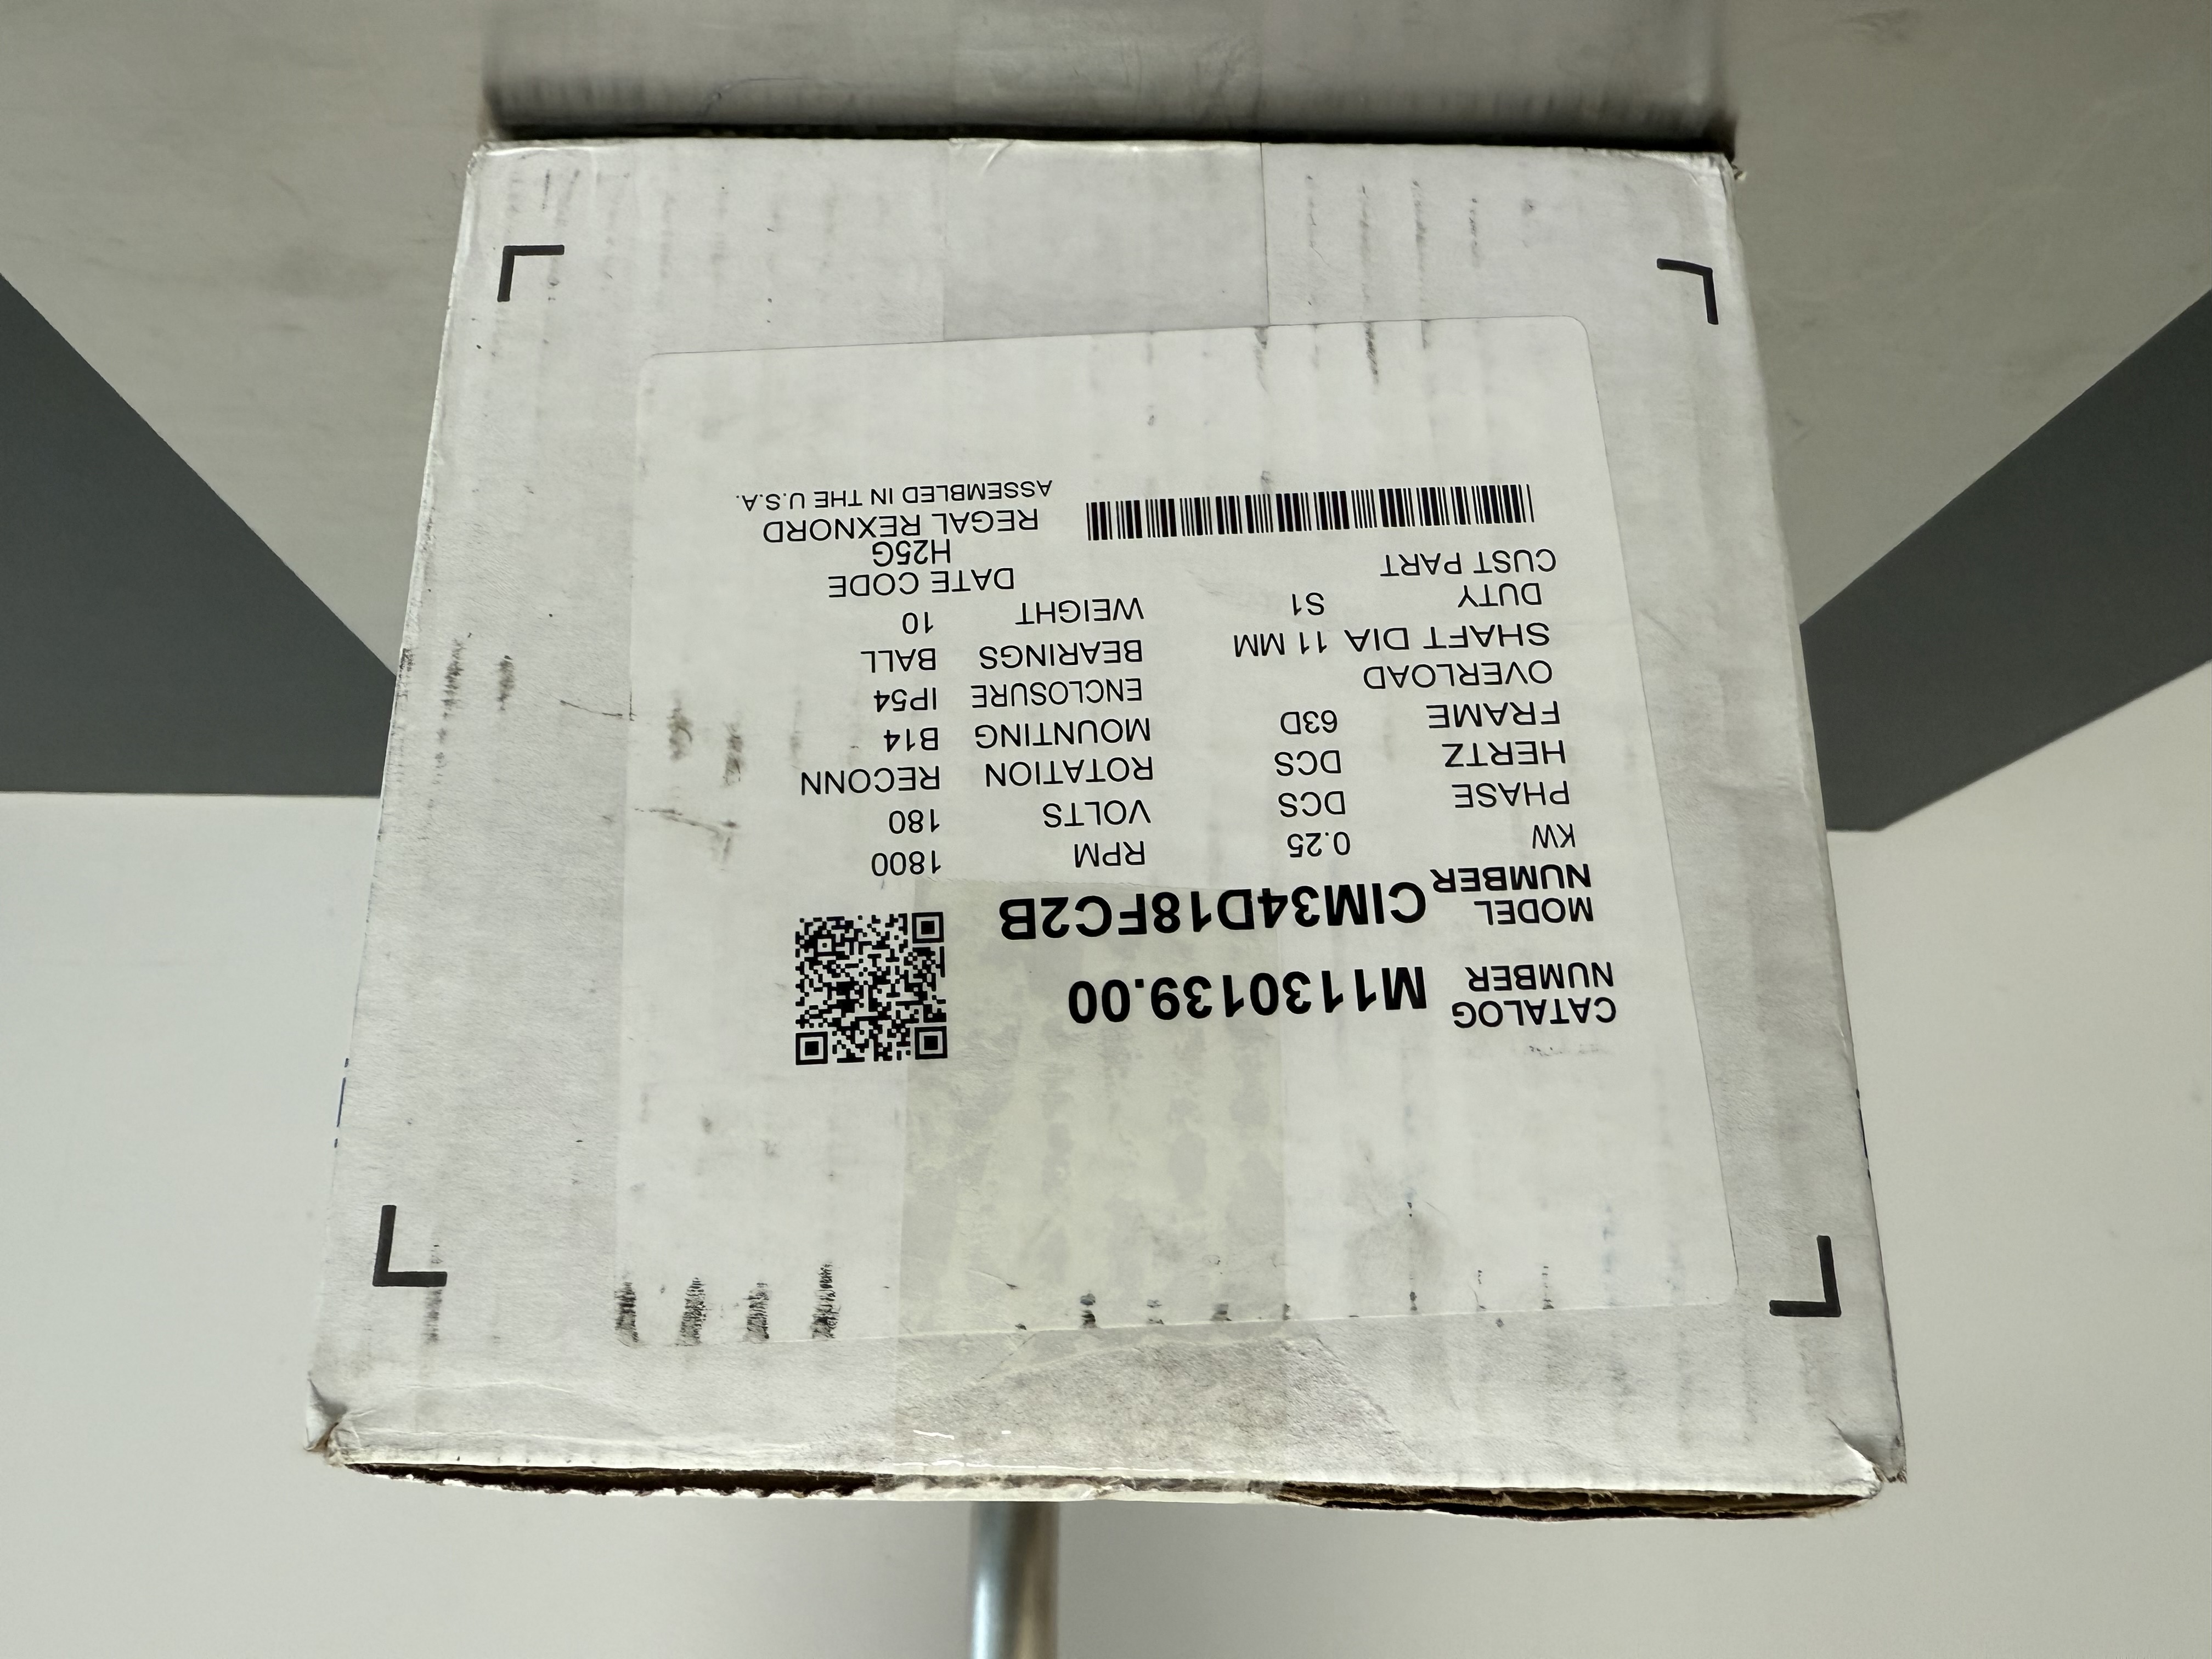 CATALOG NUMBER M1130139.00
MODEL NUMBER CIM34D18FC2B
KW 0.25 RPM 1800
PHASE DCS VOLTS 180
HERTZ DCS ROTATION RECONN
FRAME 63D MOUNTING B14
OVERLOAD ENCLOSURE IP54
SHAFT DIA 11 MM BEARINGS BALL
DUTY S1 WEIGHT 10
CUST PART DATE CODE
H25G
REGAL REXNORD
ASSEMBLED IN THE U.S.A.